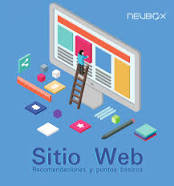 NEUBOX
Sitio Web
Recomendaciones y puntos básicos